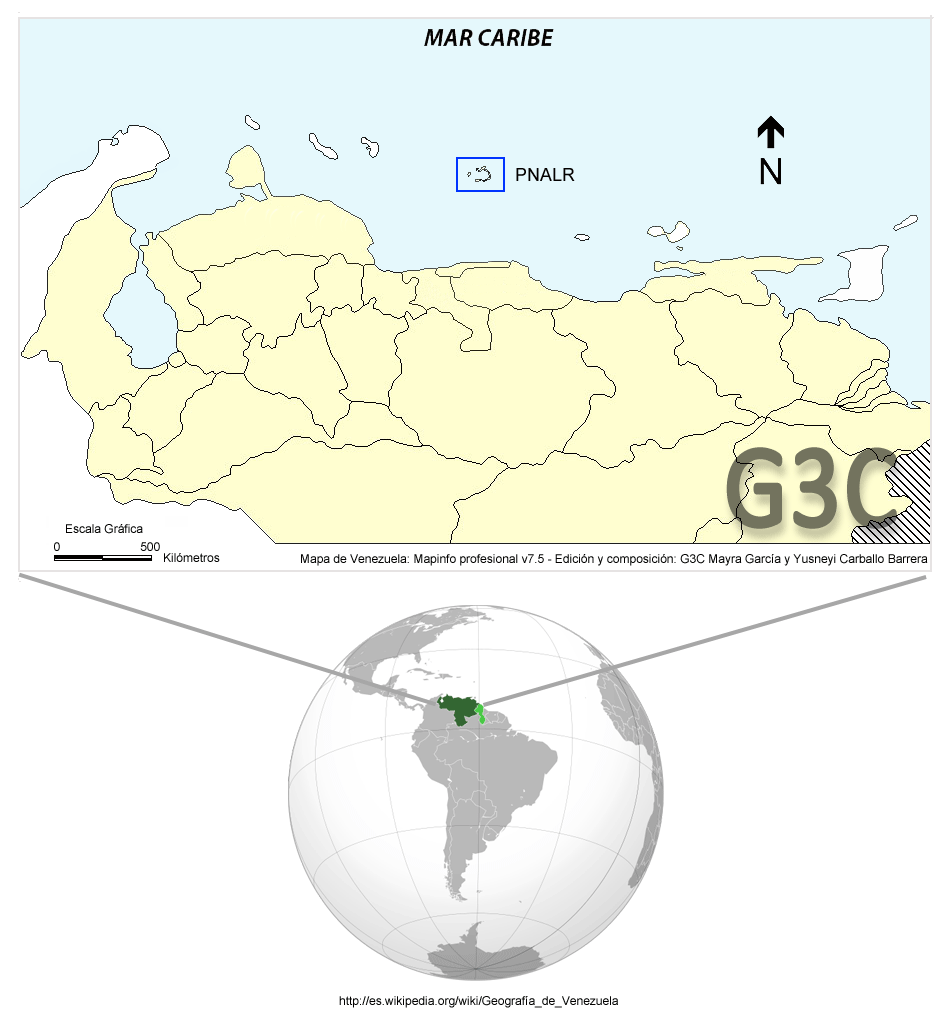 MAR CARIBE
PNALR
N
G3C
Escala Gráfica
0 500
Kilómetros
Mapa de Venezuela: Mapinfo profesional v7.5 - Edición y composición: G3C Mayra García y Yusneyi Carballo Barrera
http://es.wikipedia.org/wiki/Geografía_de_Venezuela